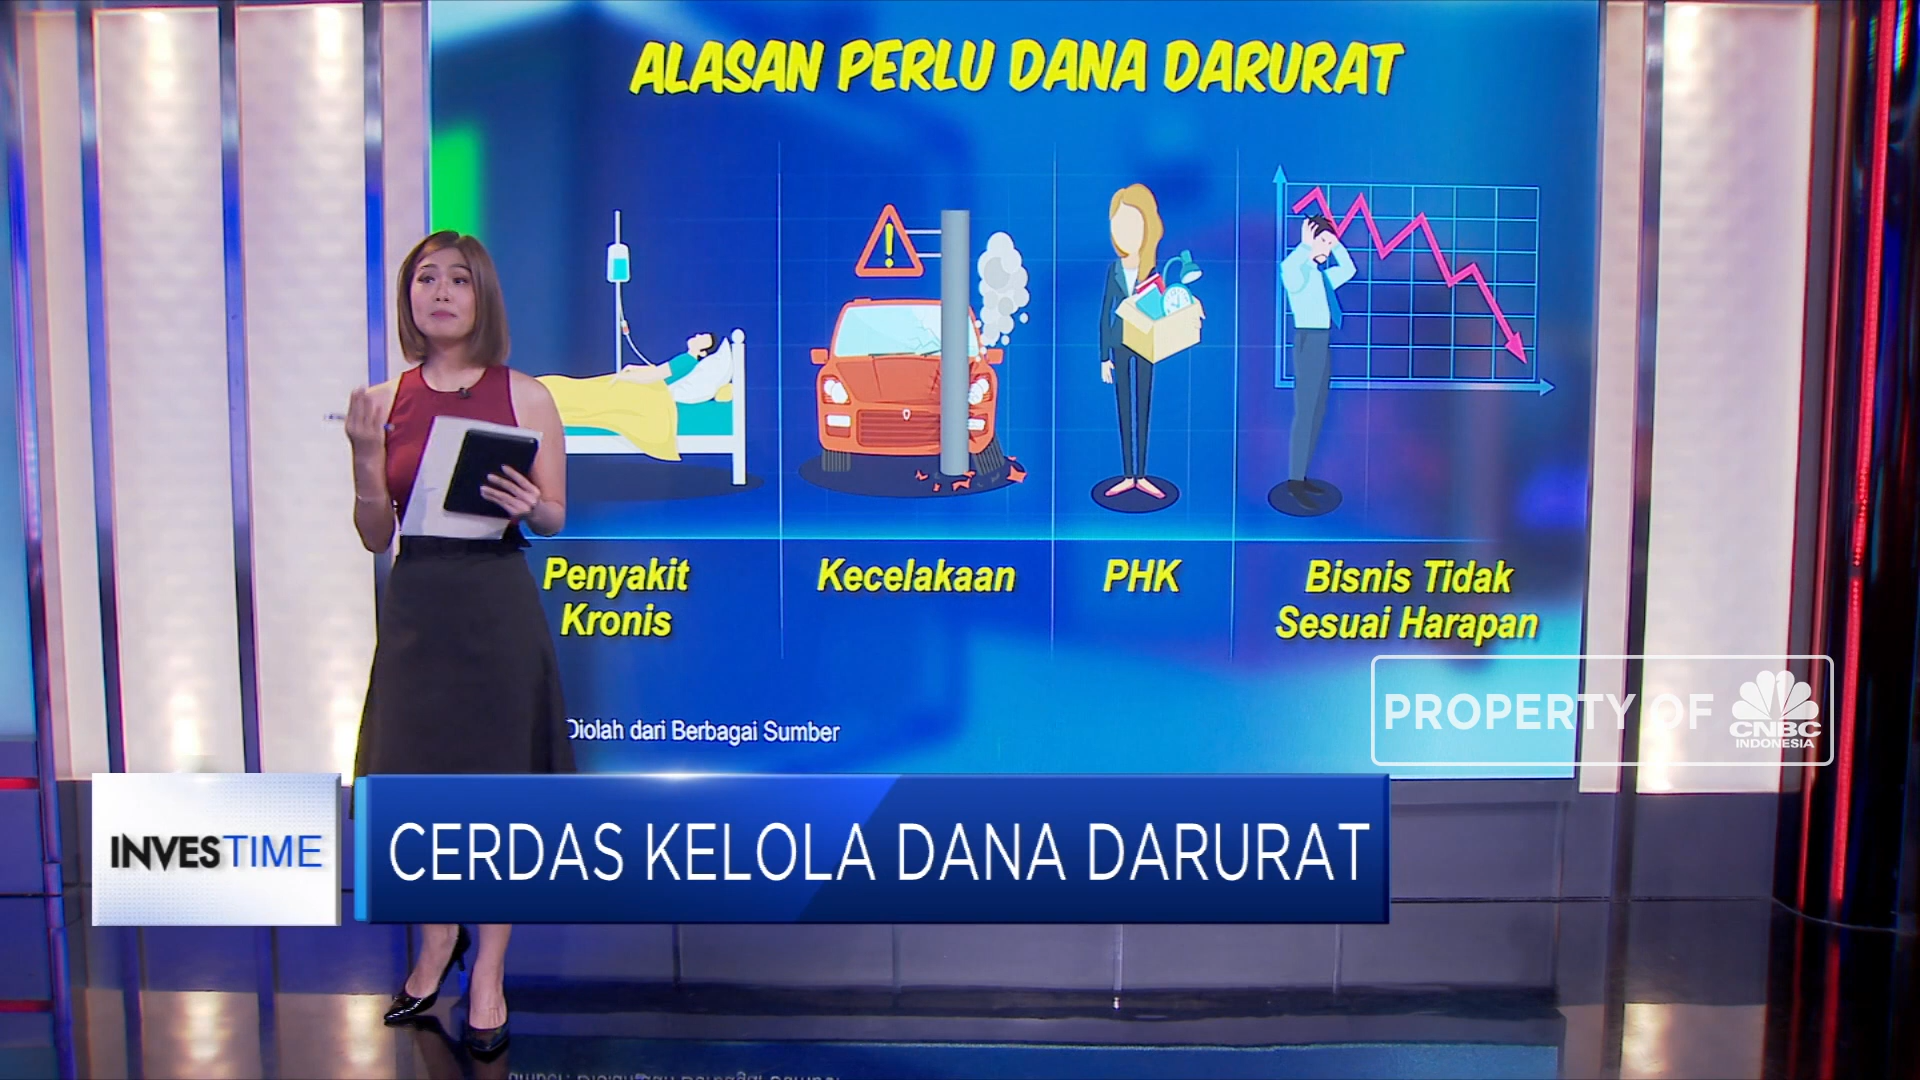 ALASAN PERLU DANA DARURAT
Penyakit
Kronis
Kecelakaan
PHK
Bisnis Tidak
Sesuai Harapan
Diolah dari Berbagai Sumber
PROPERTY OF CNBC
INDONESIA
INVESTIME
CERDAS KELOLA DANA DARURAT